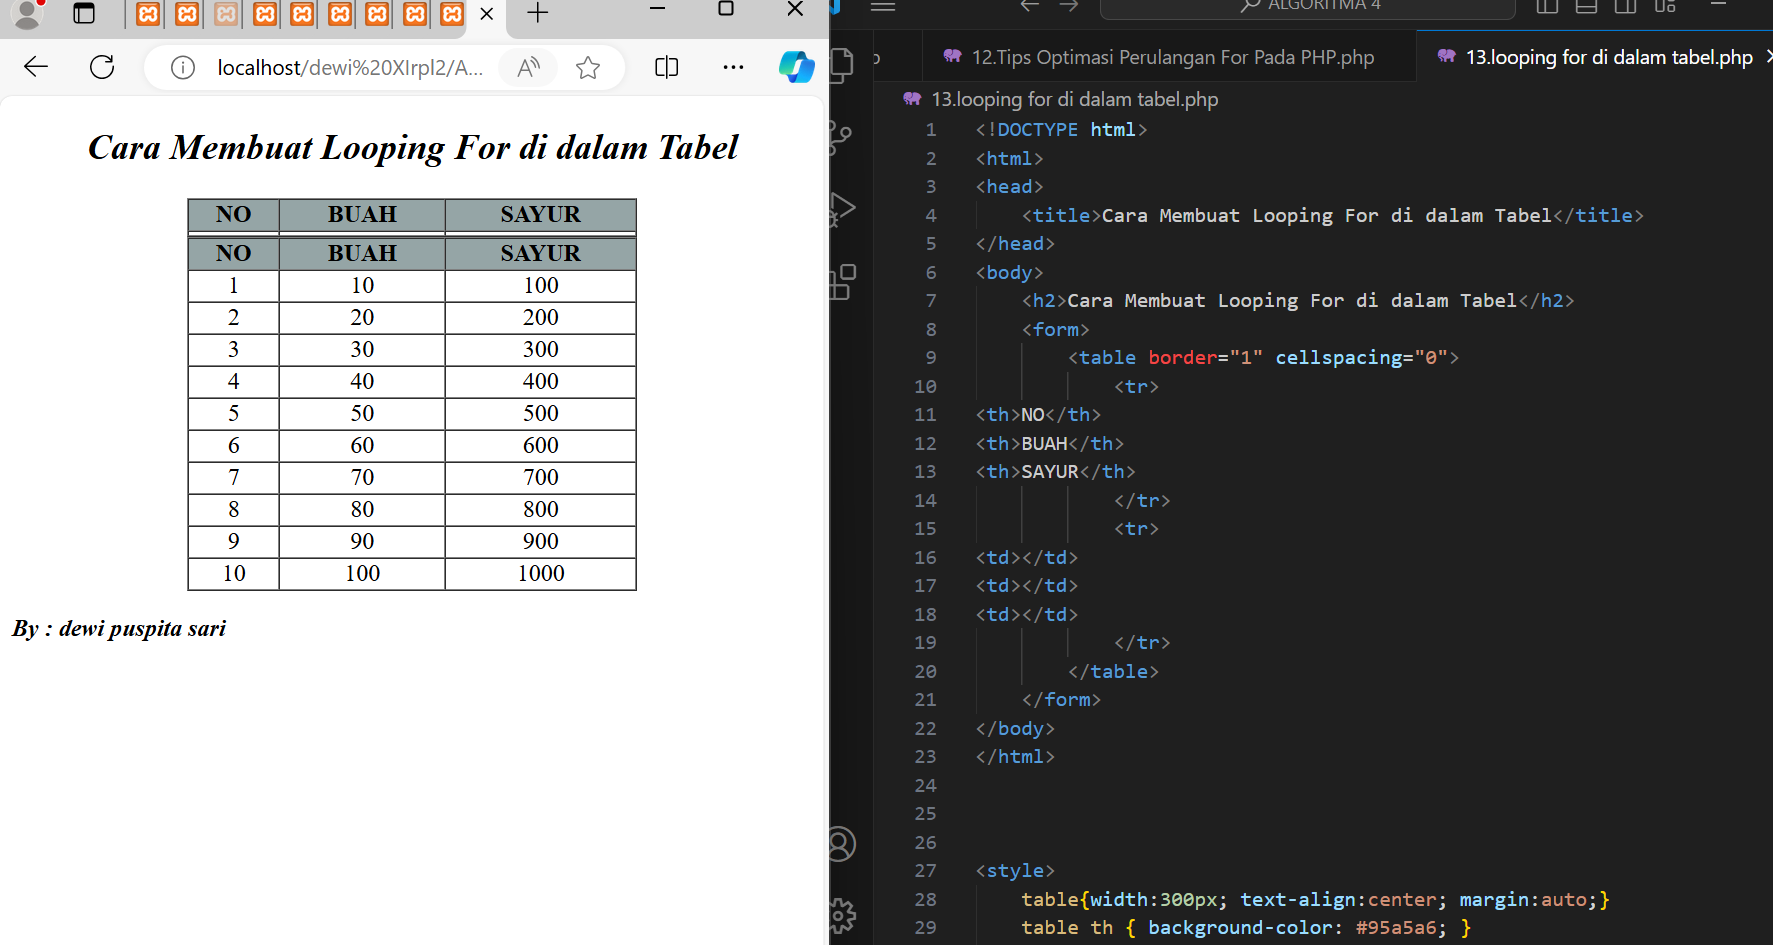 localhost/dewi%20XIrpl2/A...
Cara Membuat Looping For di dalam Tabel
NO BUAH SAYUR
NO BUAH SAYUR
1 10 100
2 20 200
3 30 300
4 40 400
5 50 500
6 60 600
7 70 700
8 80 800
9 90 900
10 100 1000
By : dewi puspita sari
ALGORITMA 4
12.Tips Optimasi Perulangan For Pada PHP.php
13.looping for di dalam tabel.php
13.looping for di dalam tabel.php
1 <!DOCTYPE html>
2 <html>
3 <head>
4 <title>Cara Membuat Looping For di dalam Tabel</title>
5 </head>
6 <body>
7 <h2>Cara Membuat Looping For di dalam Tabel</h2>
8 <form>
9 <table border="1" cellspacing="0">
10 <tr>
11 <th>NO</th>
12 <th>BUAH</th>
13 <th>SAYUR</th>
14 </tr>
15 <tr>
16 <td></td>
17 <td></td>
18 <td></td>
19 </tr>
20 </table>
21 </form>
22 </body>
23 </html>
24
25
26
27 <style>
28 table{width:300px; text-align:center; margin:auto;}
29 table th { background-color: #95a5a6; }